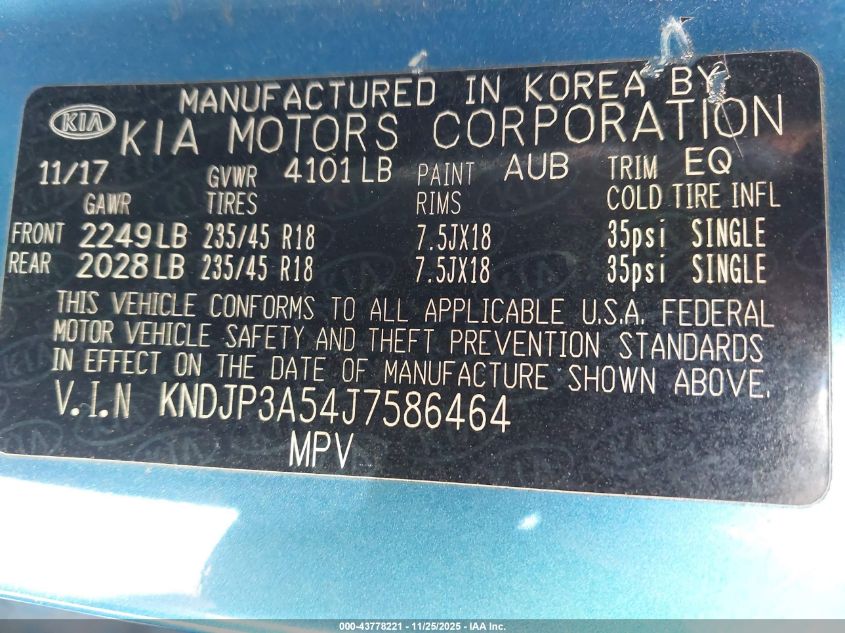 MANUFACTURED IN KOREA BY
KIA KIA MOTORS CORPORATION
11/17 GVWR 4101 LB PAINT AUB TRIM EQ
GAWR TIRES RIMS COLD TIRE INFL
FRONT 2249 LB 235/45 R18 7.5JX18 35psi SINGLE
REAR 2028 LB 235/45 R18 7.5JX18 35psi SINGLE
THIS VEHICLE CONFORMS TO ALL APPLICABLE U.S.A. FEDERAL
MOTOR VEHICLE SAFETY AND THEFT PREVENTION STANDARDS
IN EFFECT ON THE DATE OF MANUFACTURE SHOWN ABOVE.
V.I.N KNDJP3A54J7586464
MPV
000-43778221 - 11/25/2025 - IAA Inc.